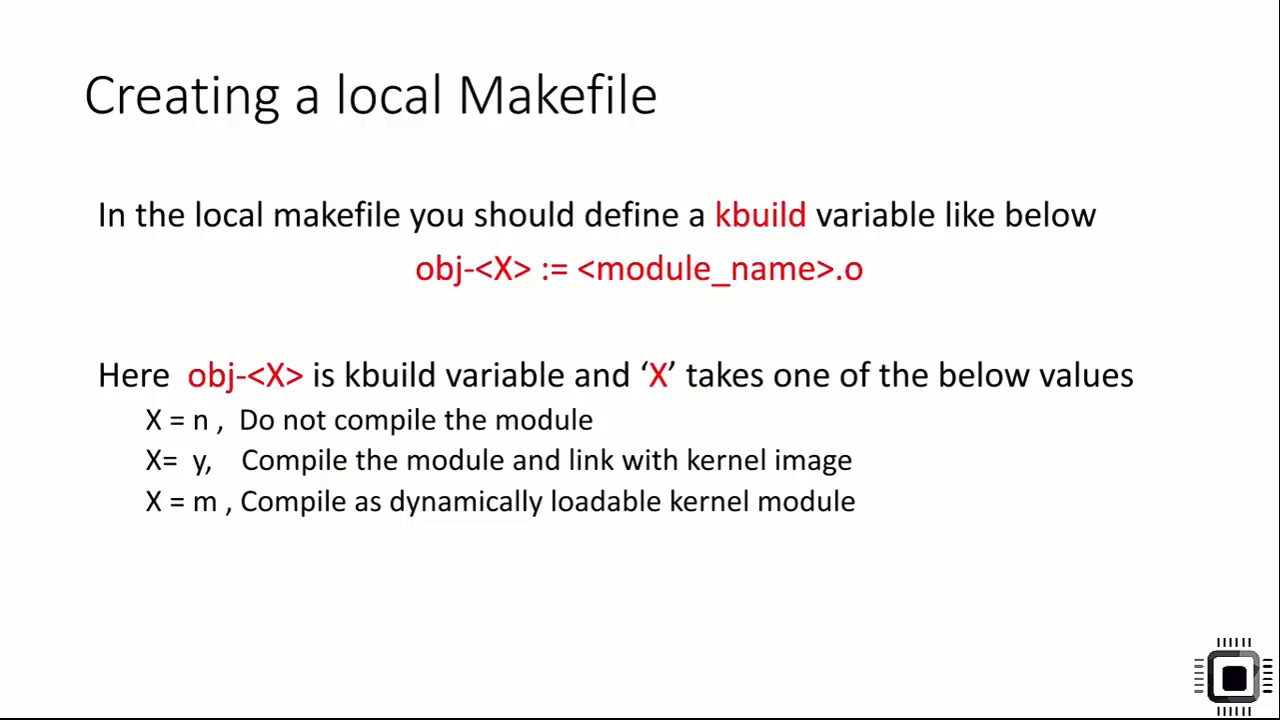 Creating a local Makefile
In the local makefile you should define a kbuild variable like below
obj-<X> := <module_name>.o
Here obj-<X> is kbuild variable and ‘X’ takes one of the below values
X = n , Do not compile the module
X= y, Compile the module and link with kernel image
X = m , Compile as dynamically loadable kernel module